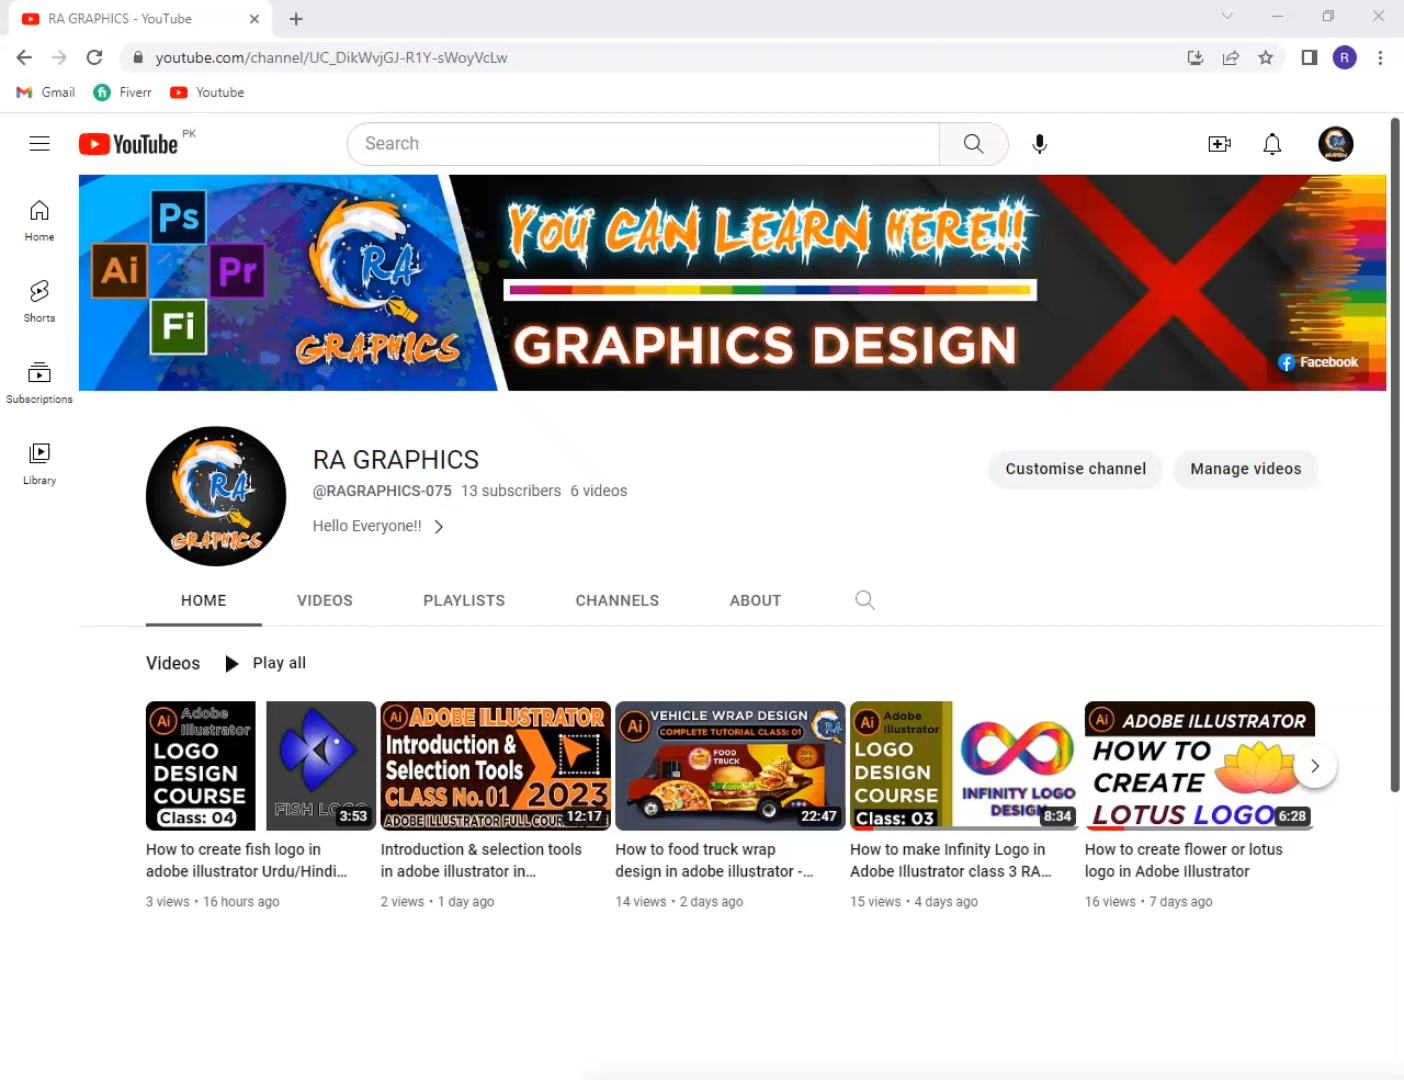 RA GRAPHICS - YouTube
youtube.com/channel/UC_DikWvjGJ-R1Y-sWoyVcLw
R
Gmail
Fiverr
Youtube
YouTube PK
Search
Home
Shorts
Subscriptions
Library
Ps
Ai
Pr
Fi
RA
GRAPHICS
YOU CAN LEARN HERE!!
GRAPHICS DESIGN
Facebook
RA
GRAPHICS
RA GRAPHICS
@RAGRAPHICS-075 13 subscribers 6 videos
Hello Everyone!!
Customise channel
Manage videos
HOME
VIDEOS
PLAYLISTS
CHANNELS
ABOUT
Videos
Play all
Ai Adobe
Illustrator
LOGO
DESIGN
COURSE
Class: 04
FISH
3:53
How to create fish logo in
adobe illustrator Urdu/Hindi...
3 views • 16 hours ago
Ai ADOBE ILLUSTRATOR
Introduction &
Selection Tools
CLASS No.01 2023
ADOBE ILLUSTRATOR FULL
12:17
Introduction & selection tools
in adobe illustrator in...
2 views • 1 day ago
Ai VEHICLE WRAP DESIGN
COMPLETE TUTORIAL CLASS: 01
FOOD
TRUCK
22:47
How to food truck wrap
design in adobe illustrator -...
14 views • 2 days ago
Ai Adobe
Illustrator
LOGO
DESIGN
COURSE
Class: 03
INFINITY LOGO
DESIGN
8:34
How to make Infinity Logo in
Adobe Illustrator class 3 RA...
15 views • 4 days ago
Ai ADOBE ILLUSTRATOR
HOW TO
CREATE
LOTUS LOGO
6:28
How to create flower or lotus
logo in Adobe Illustrator
16 views • 7 days ago